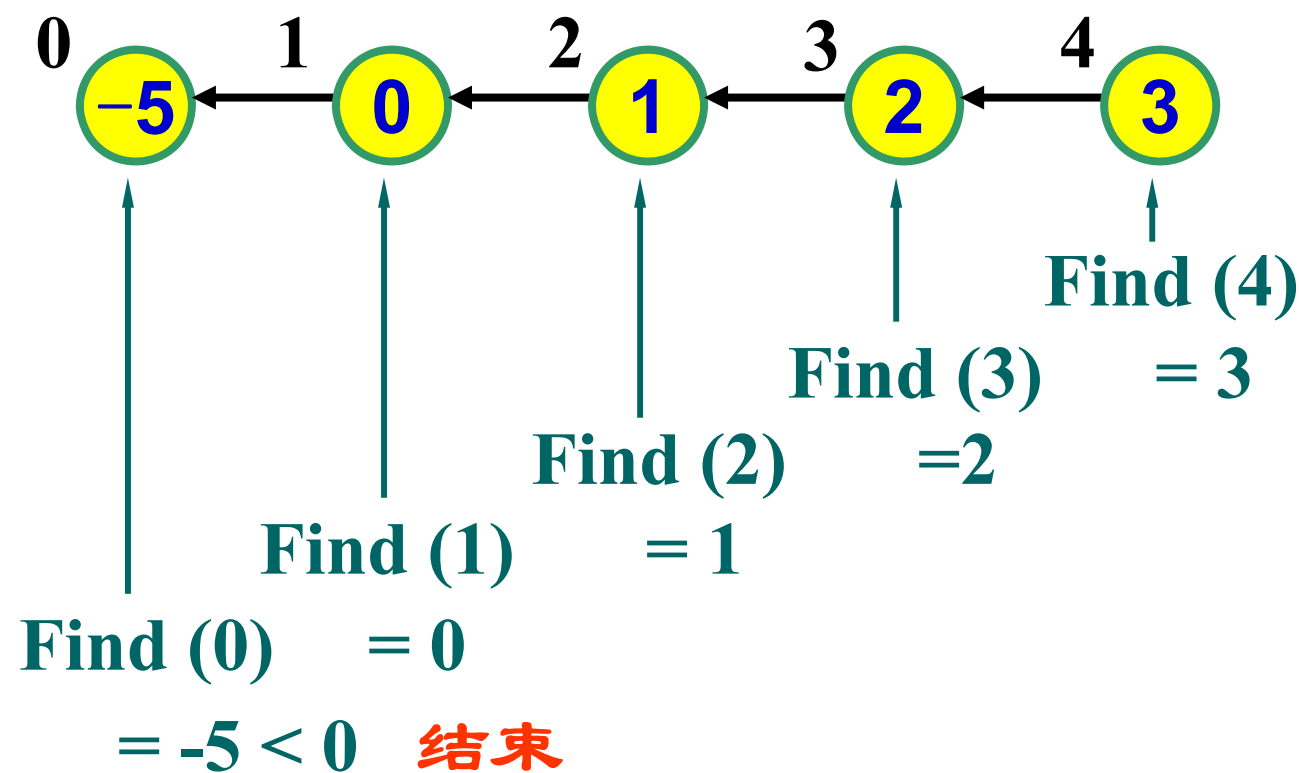 0 1 2 3 4
–5 0 1 2 3
Find (4)
= 3
Find (3)
=2
Find (2)
= 1
Find (1)
= 0
Find (0)
= -5 < 0 结束